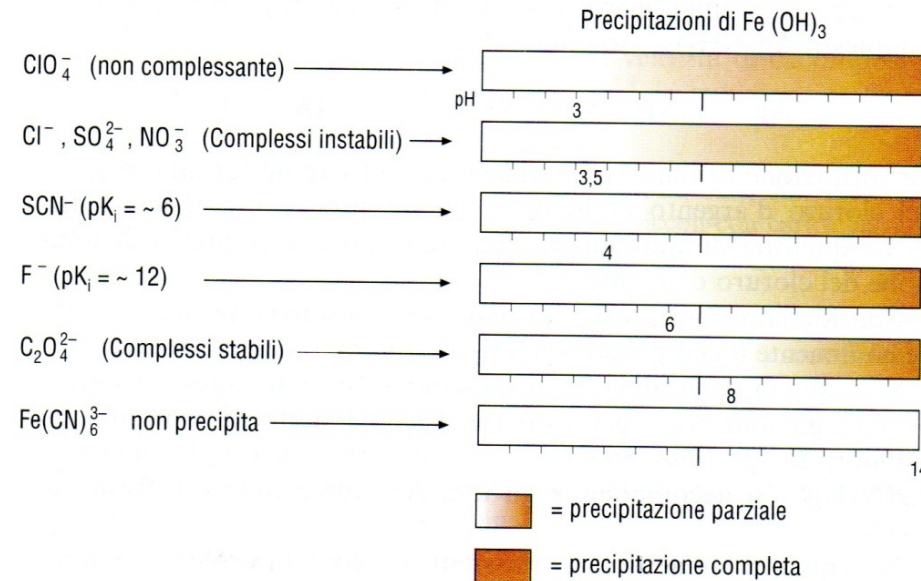 Precipitazioni di Fe (OH)₃
ClO₄⁻ (non complessante)
pH
3
Cl⁻, SO₄²⁻, NO₃⁻ (Complessi instabili)
3,5
SCN⁻ (pKᵢ = ~ 6)
4
F⁻ (pKᵢ = ~ 12)
6
C₂O₄²⁻ (Complessi stabili)
8
Fe(CN)₆³⁻ non precipita
14
= precipitazione parziale
= precipitazione completa